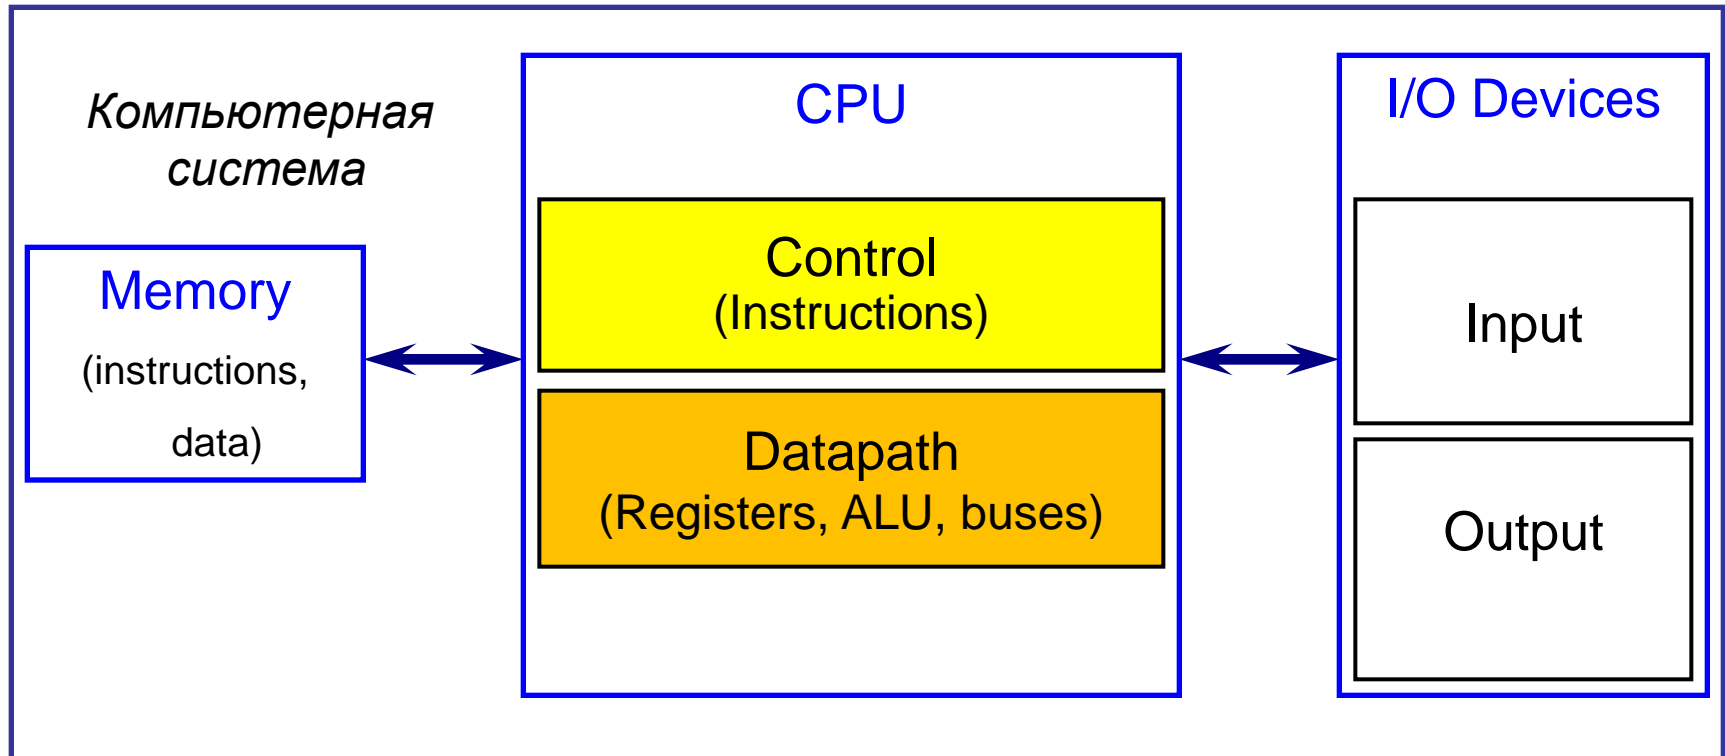 Компьютерная
система
Memory
(instructions,
data)
CPU
Control
(Instructions)
Datapath
(Registers, ALU, buses)
I/O Devices
Input
Output